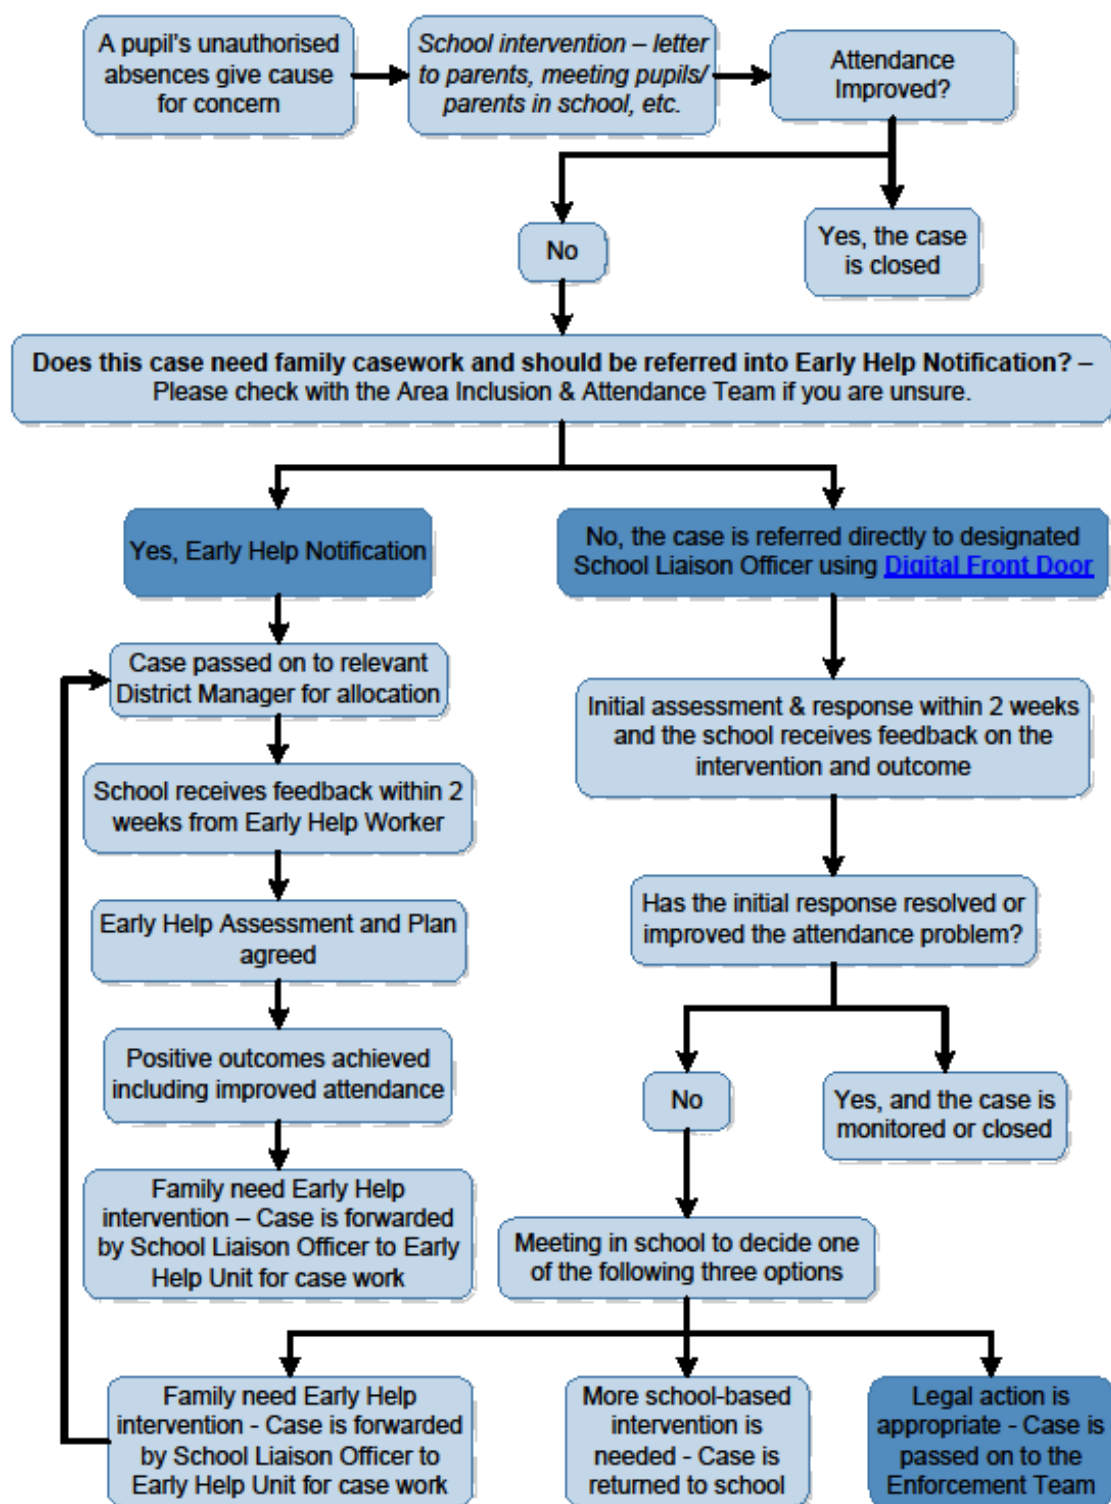 A pupil's unauthorised
absences give cause
for concern
School intervention – letter
to parents, meeting pupils/
parents in school, etc.
Attendance
Improved?
No
Yes, the case
is closed
Does this case need family casework and should be referred into Early Help Notification? –
Please check with the Area Inclusion & Attendance Team if you are unsure.
Yes, Early Help Notification
No, the case is referred directly to designated
School Liaison Officer using Digital Front Door
Case passed on to relevant
District Manager for allocation
School receives feedback within 2
weeks from Early Help Worker
Early Help Assessment and Plan
agreed
Positive outcomes achieved
including improved attendance
Family need Early Help
intervention – Case is forwarded
by School Liaison Officer to Early
Help Unit for case work
Initial assessment & response within 2 weeks
and the school receives feedback on the
intervention and outcome
Has the initial response resolved or
improved the attendance problem?
No
Yes, and the case is
monitored or closed
Meeting in school to decide one
of the following three options
Family need Early Help
intervention - Case is forwarded
by School Liaison Officer to
Early Help Unit for case work
More school-based
intervention is
needed - Case is
returned to school
Legal action is
appropriate - Case is
passed on to the
Enforcement Team